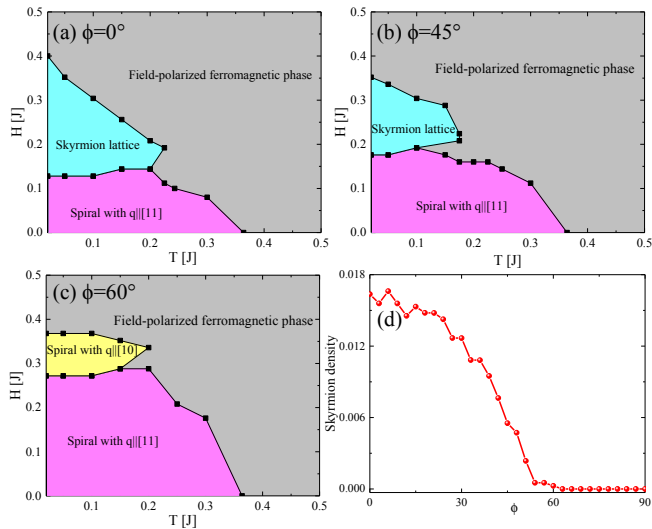 (a) ϕ=0°
Field-polarized ferromagnetic phase
Skyrmion lattice
Spiral with q||[11]
H [J]
0.5
0.4
0.3
0.2
0.1
0.0
0.1 0.2 0.3 0.4 0.5
T [J]
(b) ϕ=45°
Field-polarized ferromagnetic phase
Skyrmion lattice
Spiral with q||[11]
H [J]
0.5
0.4
0.3
0.2
0.1
0.0
0.1 0.2 0.3 0.4 0.5
T [J]
(c) ϕ=60°
Field-polarized ferromagnetic phase
Spiral with q||[10]
Spiral with q||[11]
H [J]
0.5
0.4
0.3
0.2
0.1
0.0
0.1 0.2 0.3 0.4 0.5
T [J]
(d)
Skyrmion density
0.018
0.012
0.006
0.000
0 30 60 90
ϕ